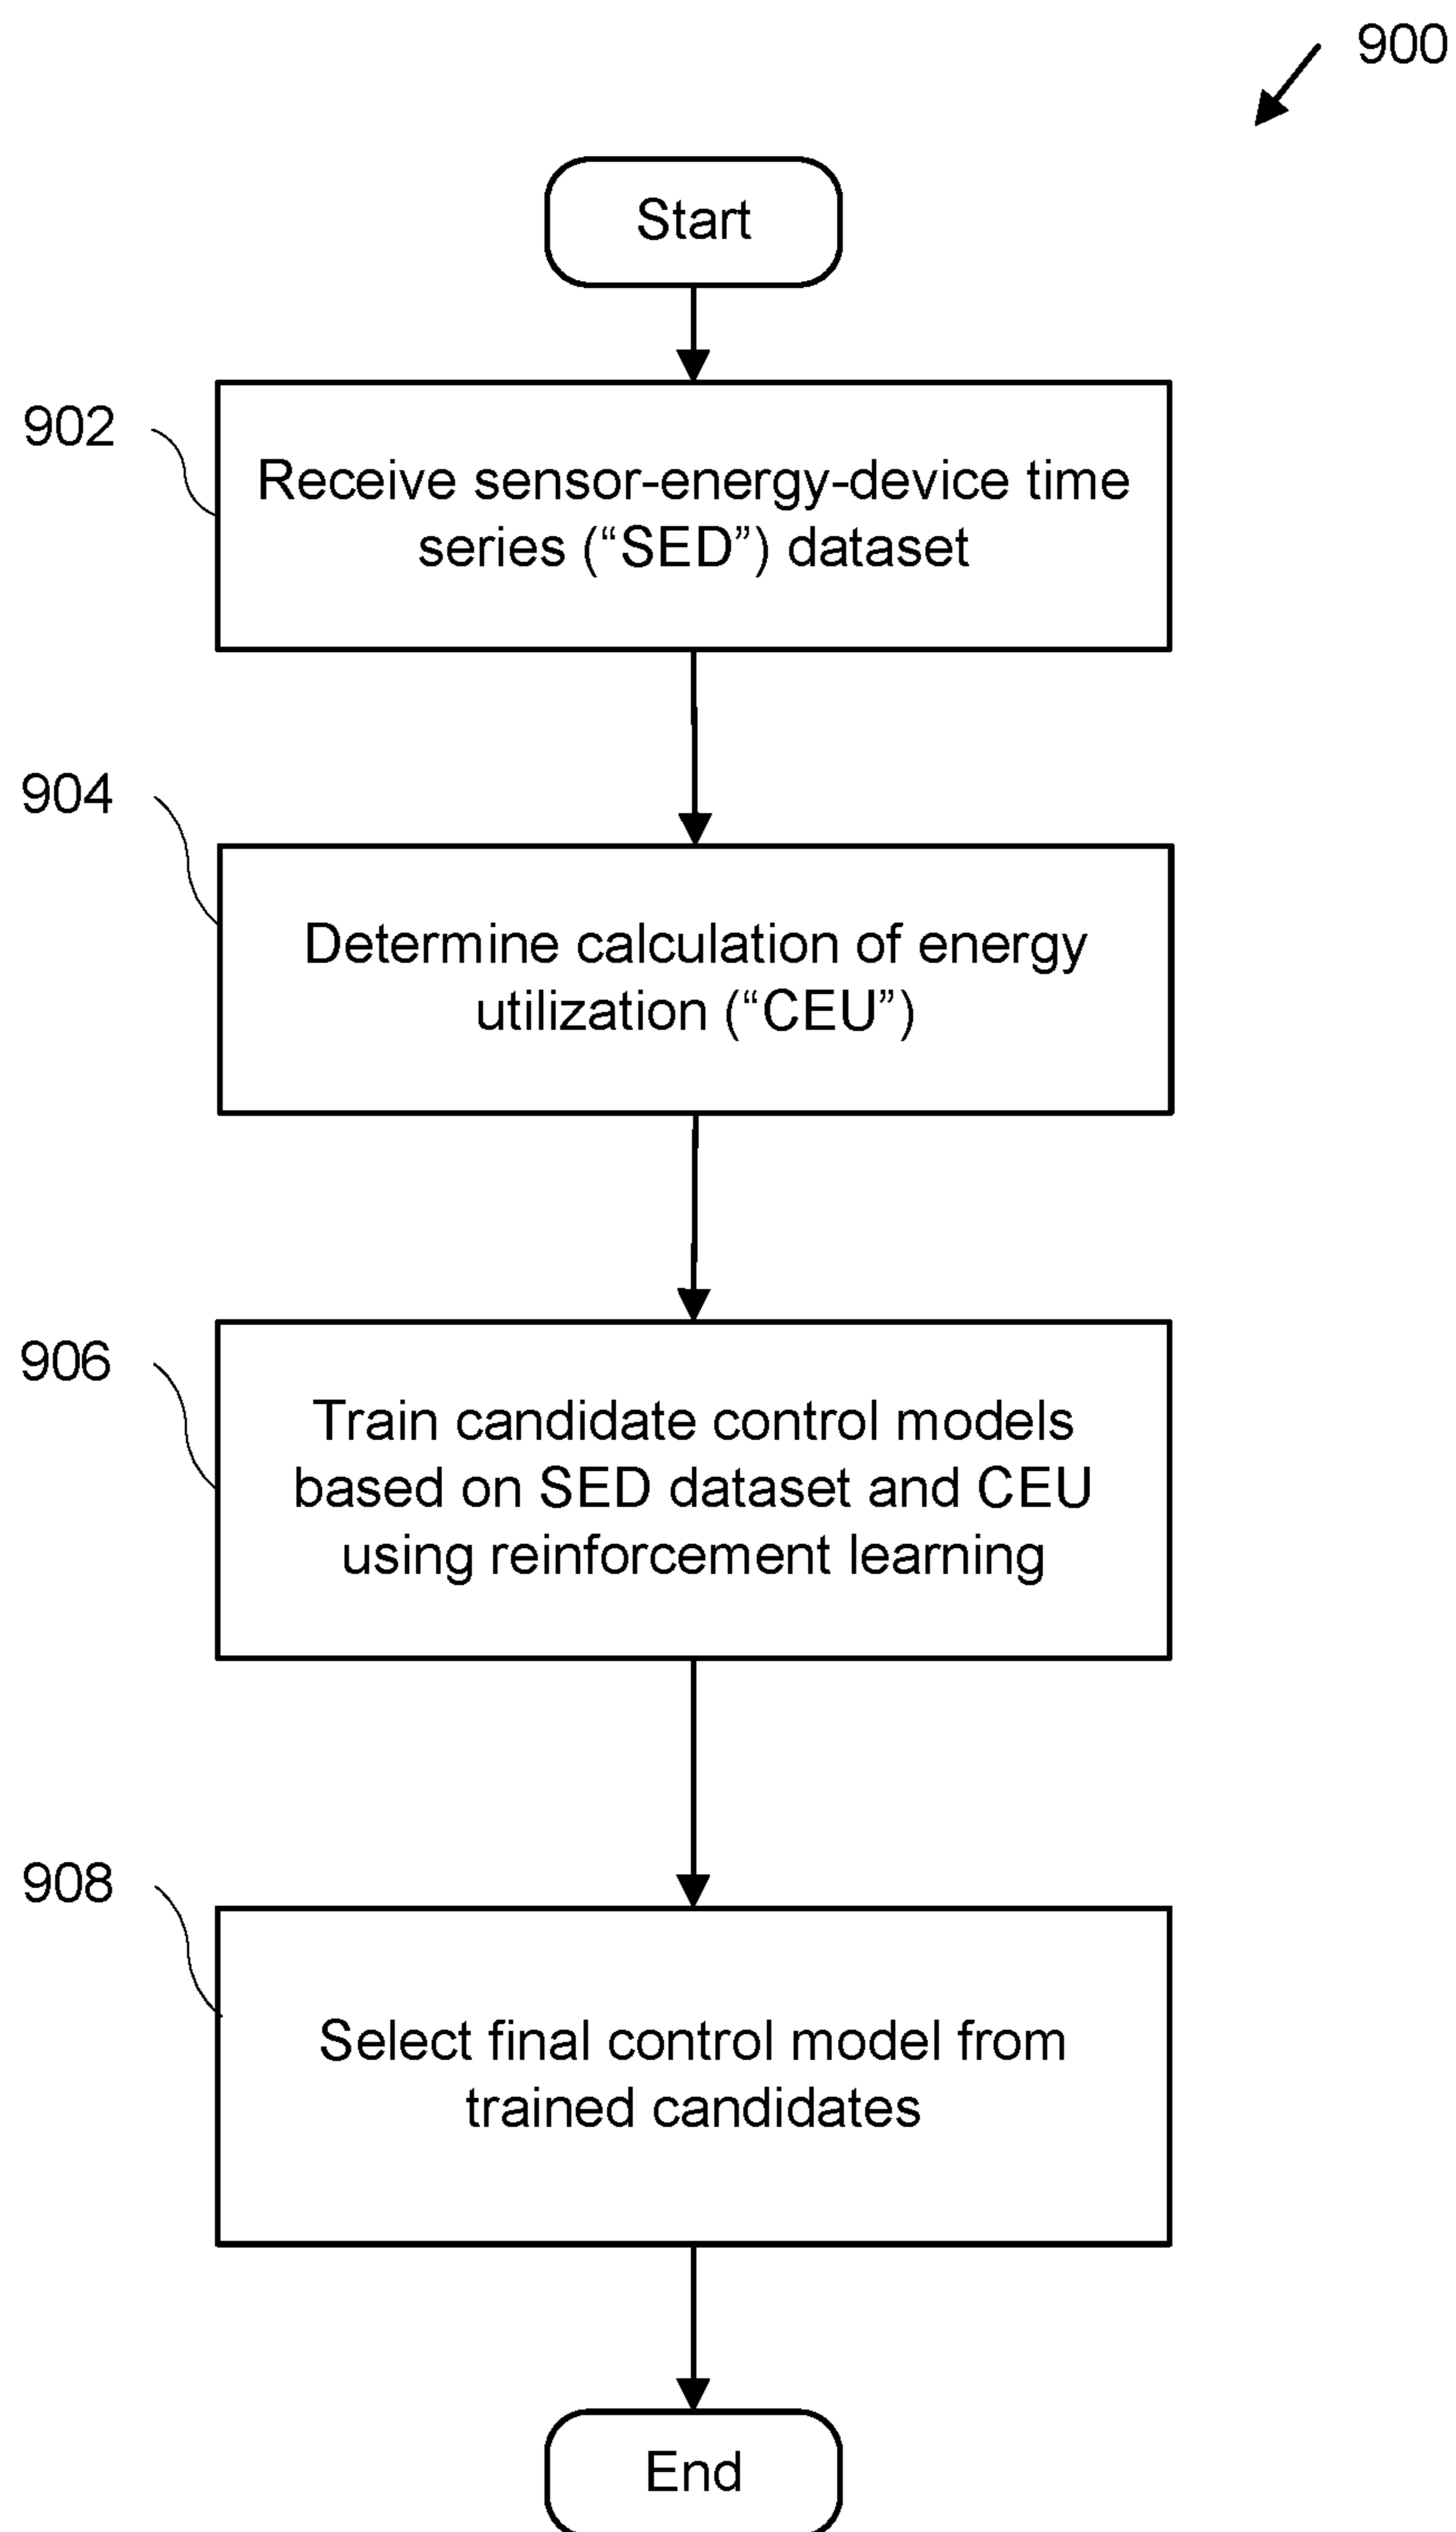 900
Start
902
Receive sensor-energy-device time
series (“SED”) dataset
904
Determine calculation of energy
utilization (“CEU”)
906
Train candidate control models
based on SED dataset and CEU
using reinforcement learning
908
Select final control model from
trained candidates
End